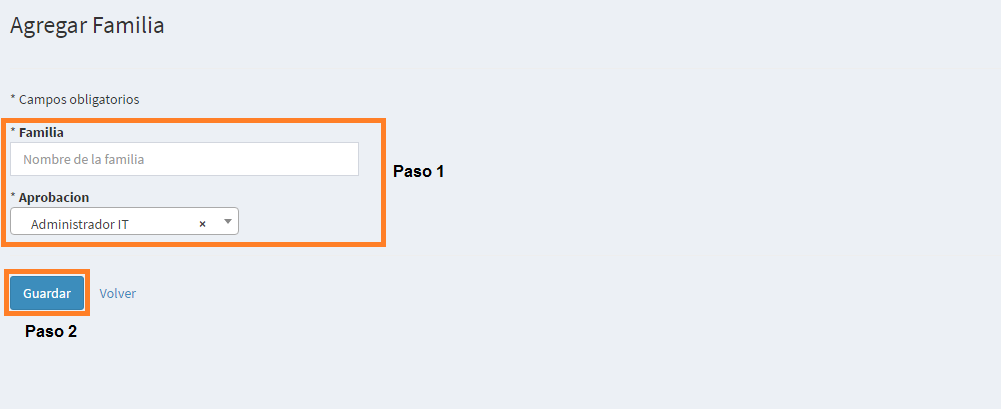 Agregar Familia
* Campos obligatorios
* Familia
Nombre de la familia
Paso 1
* Aprobacion
Administrador IT ×
Guardar Volver
Paso 2